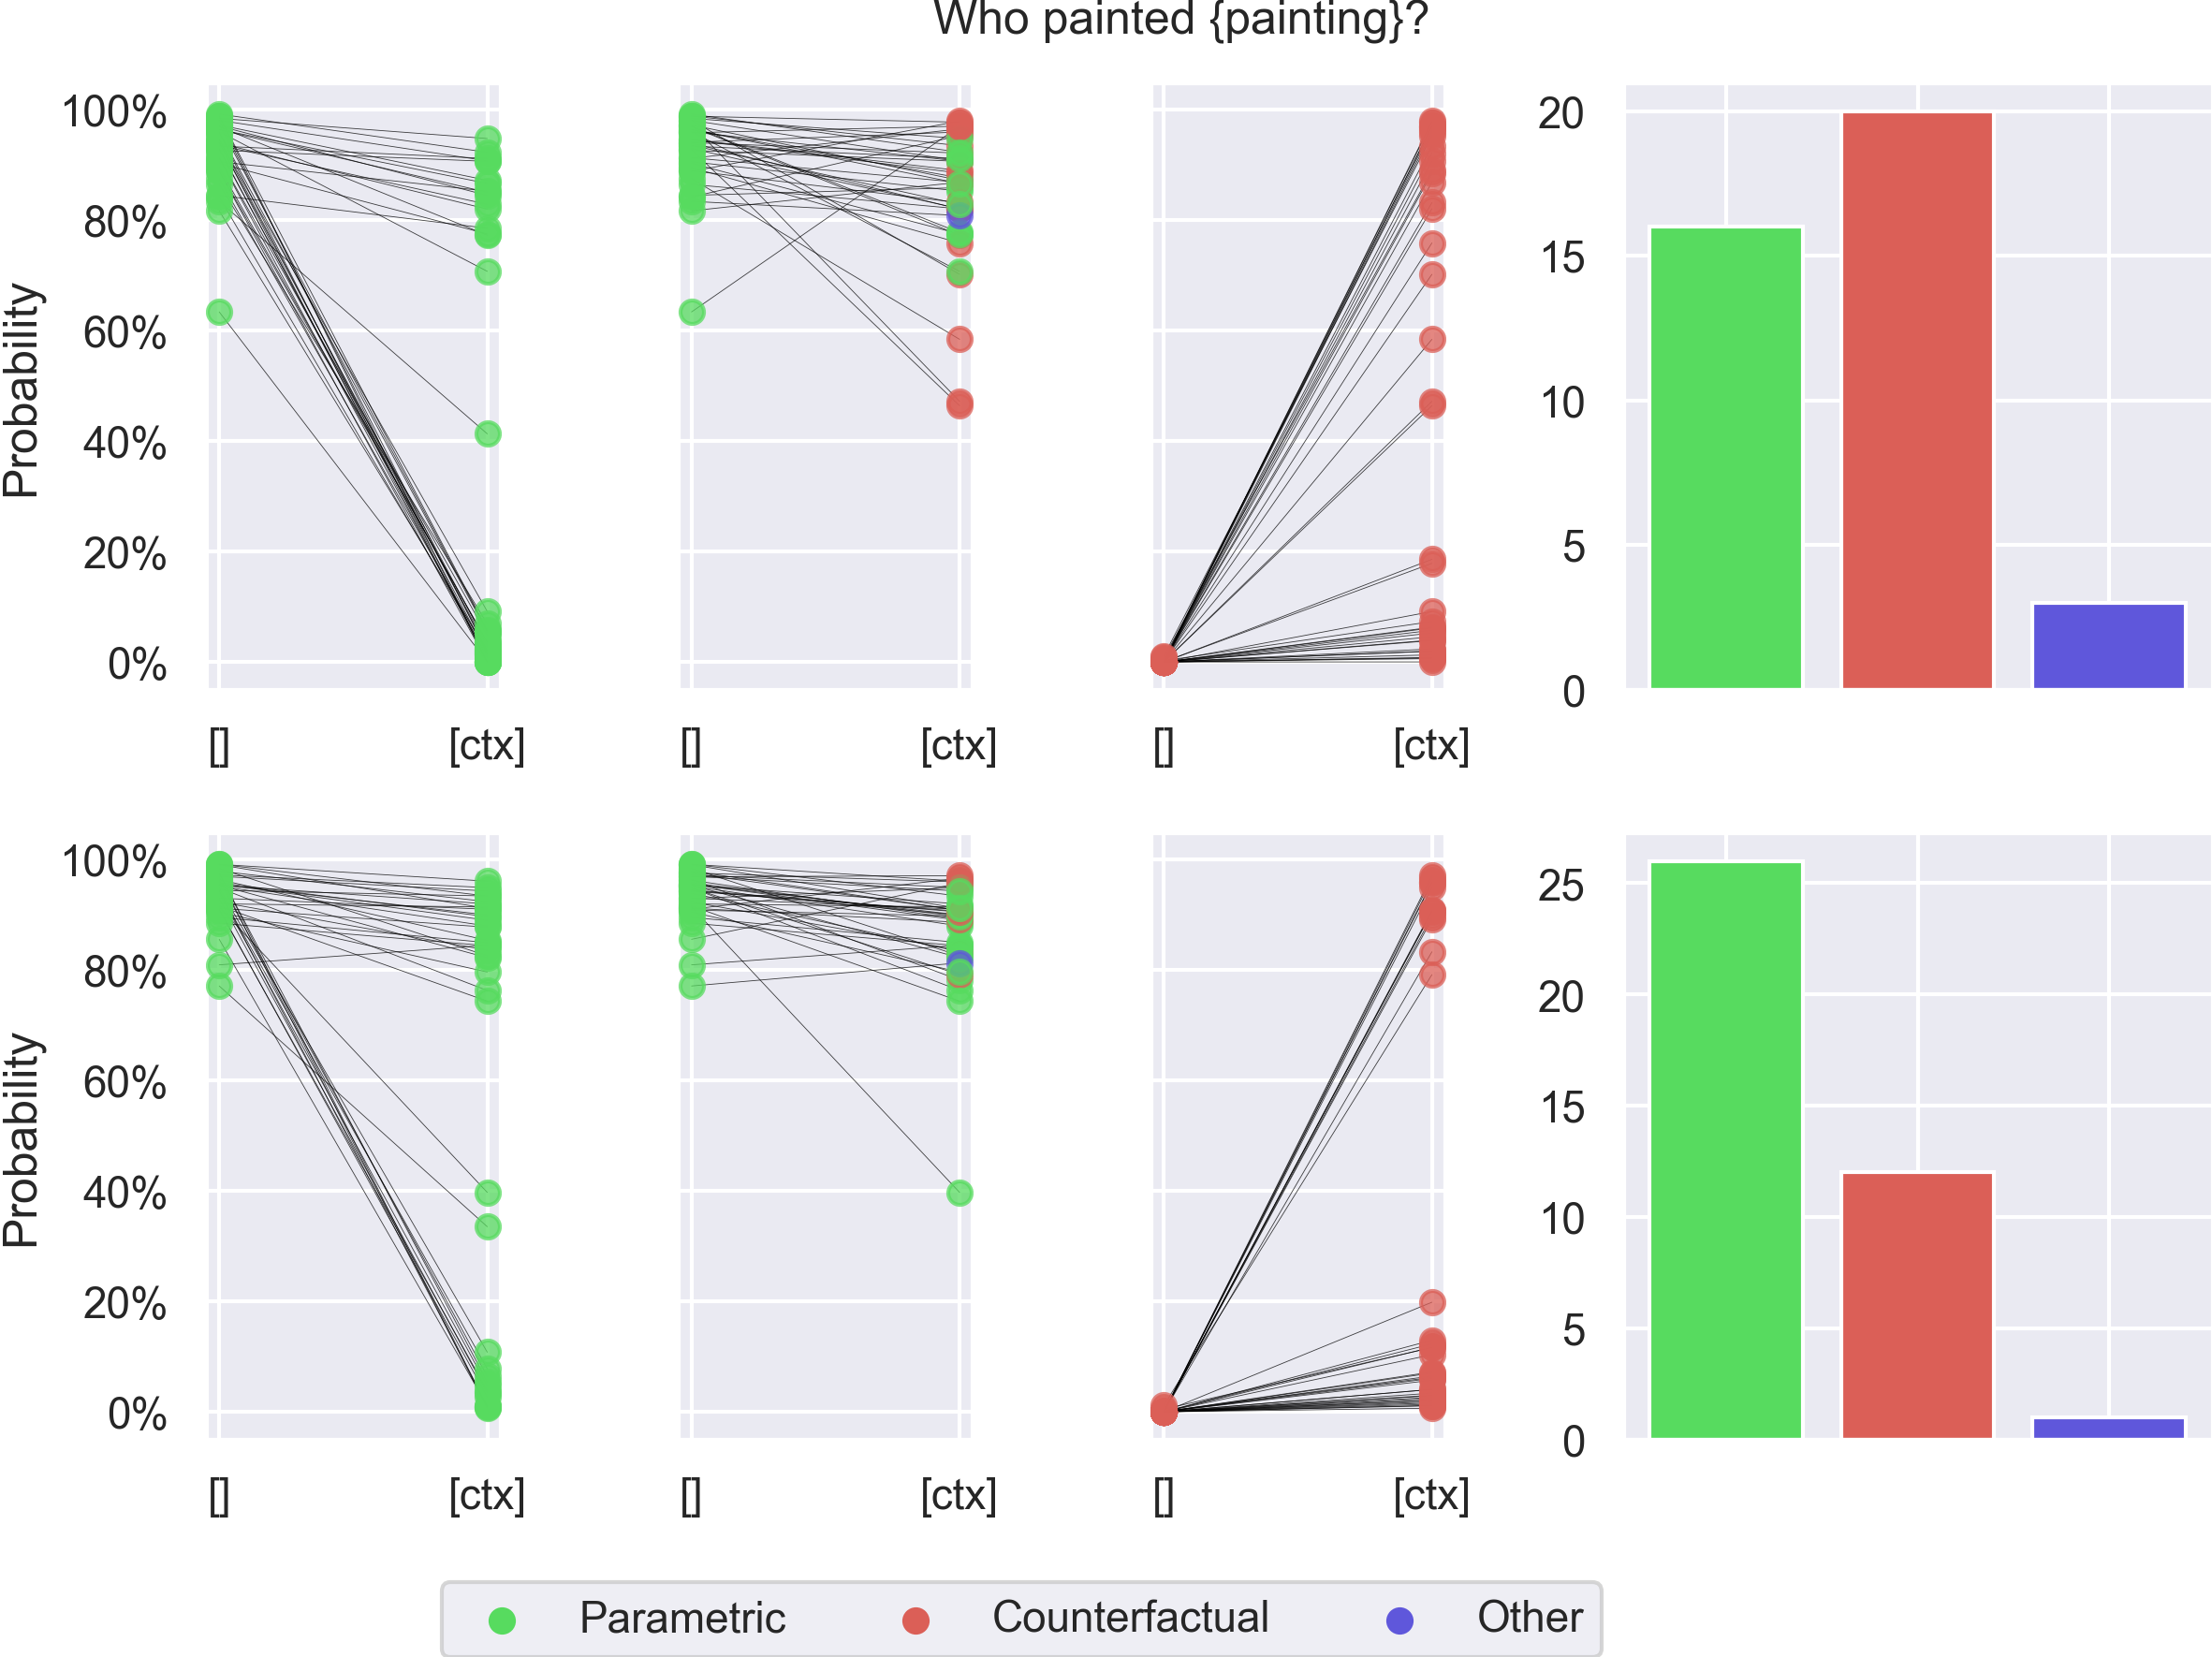 Who painted {painting}?
Probability
100%
80%
60%
40%
20%
0%
[] [ctx]
[] [ctx]
[] [ctx]
20
15
10
5
0
Probability
100%
80%
60%
40%
20%
0%
[] [ctx]
[] [ctx]
[] [ctx]
25
20
15
10
5
0
Parametric Counterfactual Other